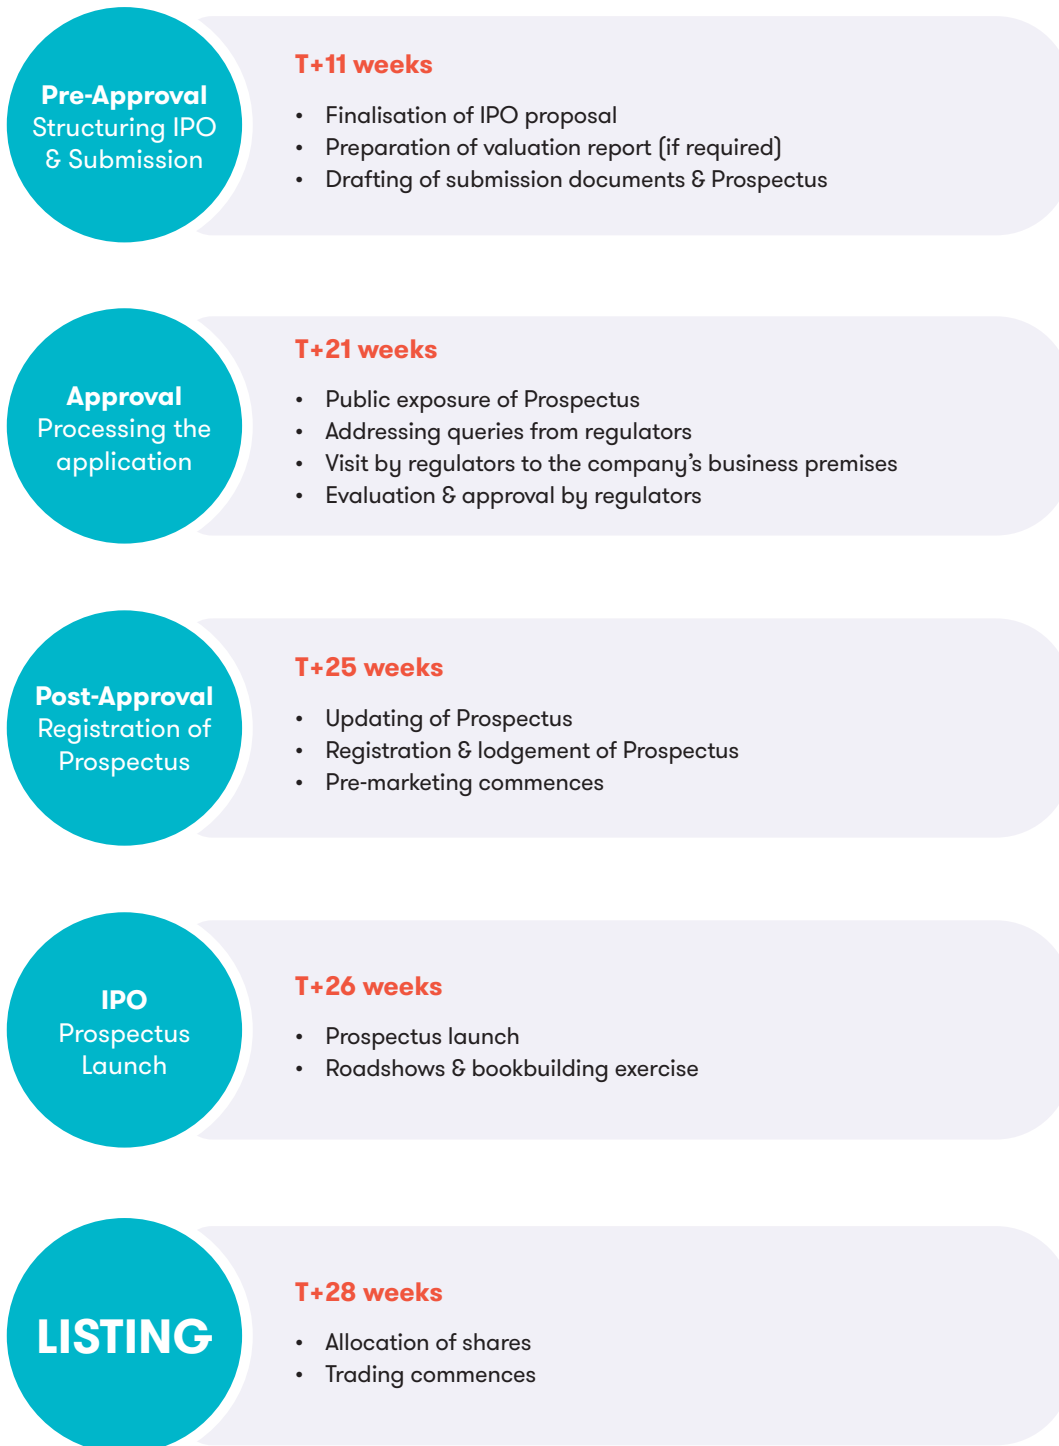 Pre-Approval
Structuring IPO
& Submission
T+11 weeks
• Finalisation of IPO proposal
• Preparation of valuation report (if required)
• Drafting of submission documents & Prospectus
Approval
Processing the
application
T+21 weeks
• Public exposure of Prospectus
• Addressing queries from regulators
• Visit by regulators to the company’s business premises
• Evaluation & approval by regulators
Post-Approval
Registration of
Prospectus
T+25 weeks
• Updating of Prospectus
• Registration & lodgement of Prospectus
• Pre-marketing commences
IPO
Prospectus
Launch
T+26 weeks
• Prospectus launch
• Roadshows & bookbuilding exercise
LISTING
T+28 weeks
• Allocation of shares
• Trading commences